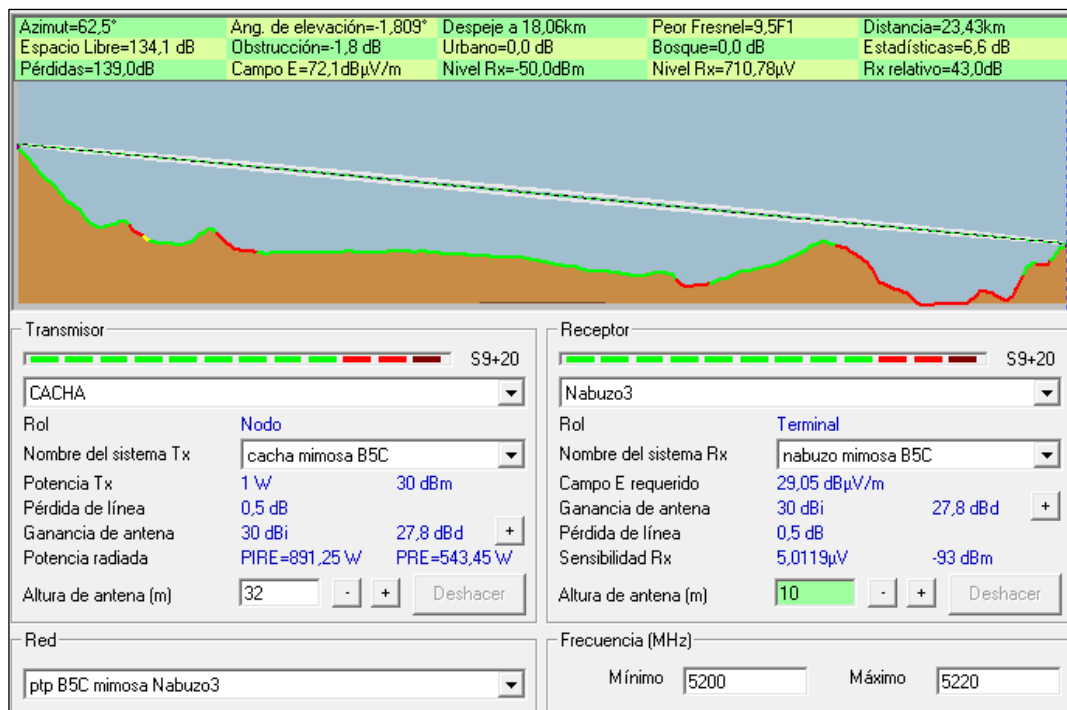 Azimut=62,5° Ang. de elevación=-1,809° Despeje a 18,06km Peor Fresnel=9,5F1 Distancia=23,43km
Espacio Libre=134,1 dB Obstrucción=-1,8 dB Urbano=0,0 dB Bosque=0,0 dB Estadísticas=6,6 dB
Pérdidas=139,0dB Campo E=72,1dBµV/m Nivel Rx=-50,0dBm Nivel Rx=710,78µV Rx relativo=43,0dB
Transmisor
S9+20
CACHA
Rol Nodo
Nombre del sistema Tx cacha mimosa B5C
Potencia Tx 1 W 30 dBm
Pérdida de línea 0,5 dB
Ganancia de antena 30 dBi 27,8 dBd +
Potencia radiada PIRE=891,25 W PRE=543,45 W
Altura de antena (m) 32 - + Deshacer
Red
ptp B5C mimosa Nabuzo3
Receptor
S9+20
Nabuzo3
Rol Terminal
Nombre del sistema Rx nabuzo mimosa B5C
Campo E requerido 29,05 dBµV/m
Ganancia de antena 30 dBi 27,8 dBd +
Pérdida de línea 0,5 dB
Sensibilidad Rx 5,0119µV -93 dBm
Altura de antena (m) 10 - + Deshacer
Frecuencia (MHz)
Mínimo 5200 Máximo 5220